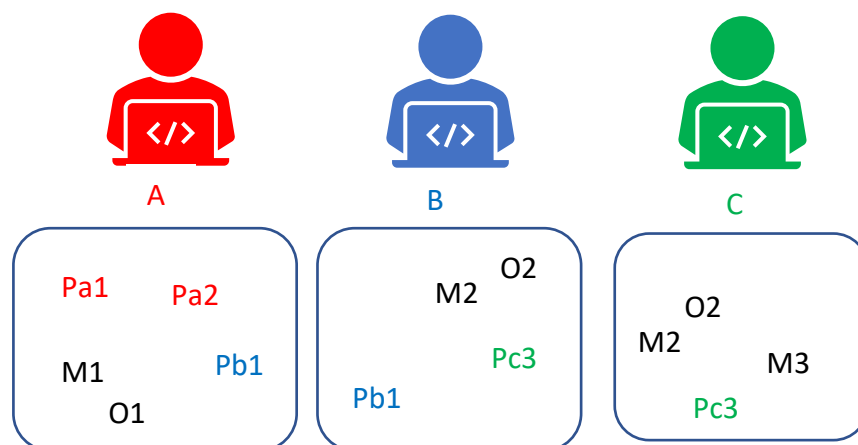 </>
</>
</>
A
B
C
Pa1
Pa2
M1
O1
Pb1
O2
M2
Pc3
Pb1
O2
M2
M3
Pc3